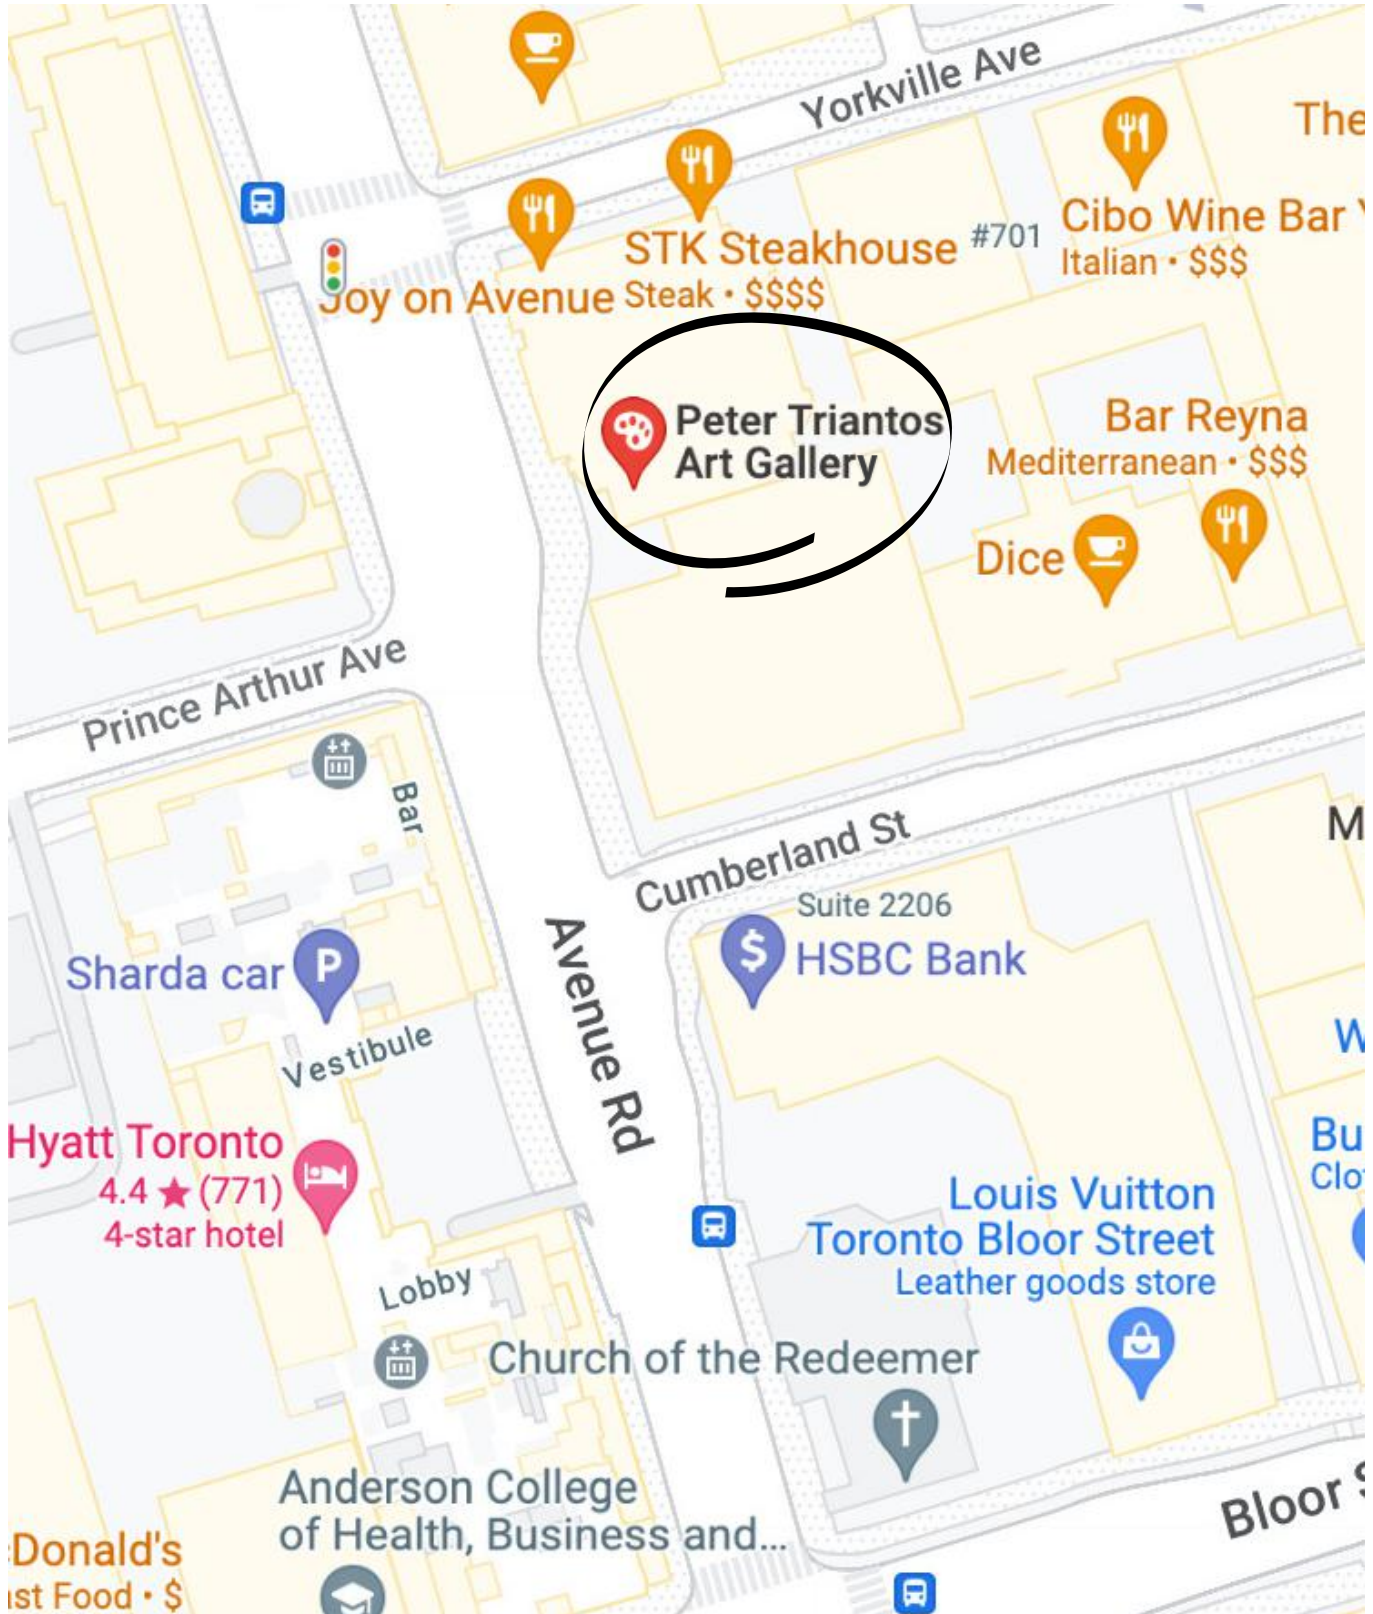 Yorkville Ave
The
STK Steakhouse
Steak · $$$$
#701
Cibo Wine Bar
Italian · $$$
Joy on Avenue
Peter Triantos
Art Gallery
Bar Reyna
Mediterranean · $$$
Dice
Prince Arthur Ave
Bar
Cumberland St
M
Suite 2206
HSBC Bank
Sharda car
P
$
Avenue Rd
Vestibule
W
Hyatt Toronto
4.4 ★ (771)
4-star hotel
Bu
Clo
Louis Vuitton
Toronto Bloor Street
Leather goods store
Lobby
Church of the Redeemer
Anderson College
of Health, Business and...
Bloor S
Donald's
st Food · $